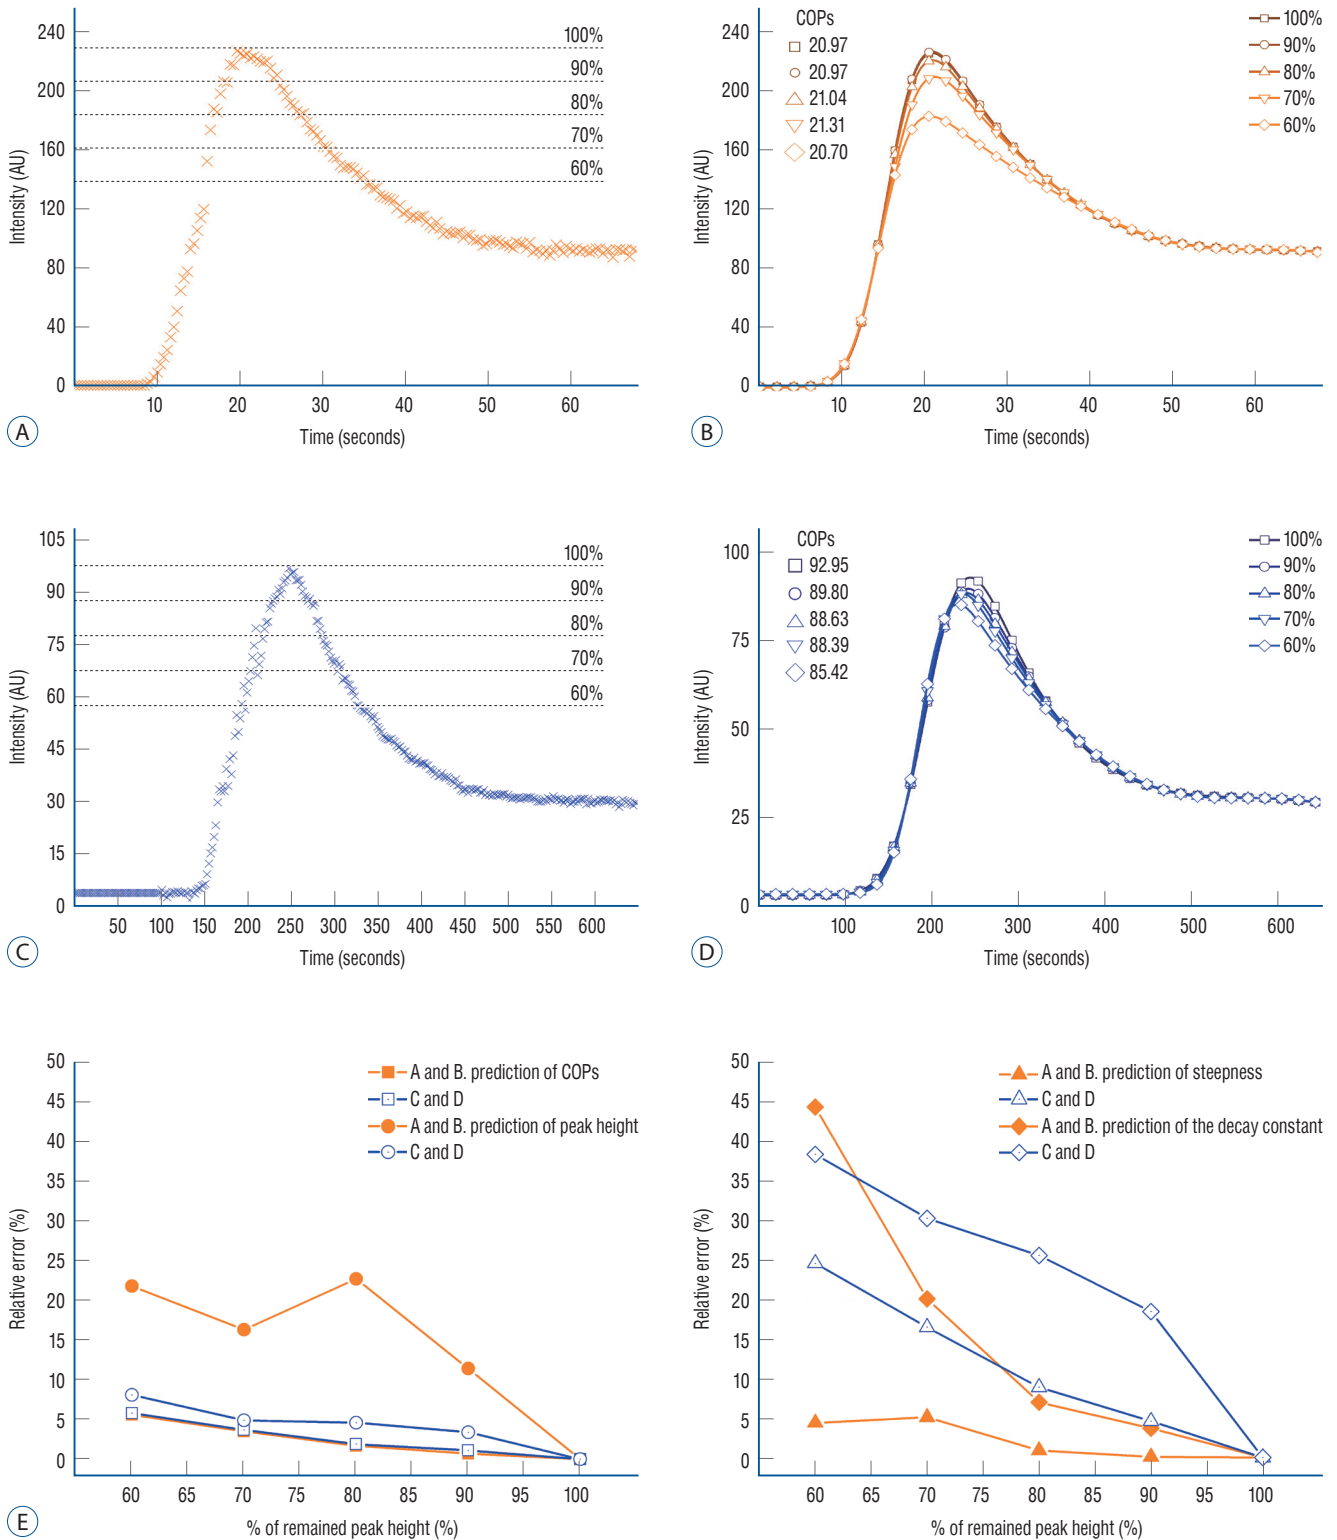 240
200
160
120
80
40
0
100%
90%
80%
70%
60%
10 20 30 40 50 60
Intensity (AU)
Time (seconds)
A
240
200
160
120
80
40
0
COPs
20.97
20.97
21.04
21.31
20.70
100%
90%
80%
70%
60%
10 20 30 40 50 60
Intensity (AU)
Time (seconds)
B
105
90
75
60
45
30
15
0
100%
90%
80%
70%
60%
50 100 150 200 250 300 350 400 450 500 550 600
Intensity (AU)
Time (seconds)
C
100
75
50
25
0
COPs
92.95
89.80
88.63
88.39
85.42
100%
90%
80%
70%
60%
100 200 300 400 500 600
Intensity (AU)
Time (seconds)
D
50
45
40
35
30
25
20
15
10
5
0
A and B. prediction of COPs
C and D
A and B. prediction of peak height
C and D
60 65 70 75 80 85 90 95 100
Relative error (%)
% of remained peak height (%)
E
50
45
40
35
30
25
20
15
10
5
0
A and B. prediction of steepness
C and D
A and B. prediction of the decay constant
C and D
60 65 70 75 80 85 90 95 100
Relative error (%)
% of remained peak height (%)